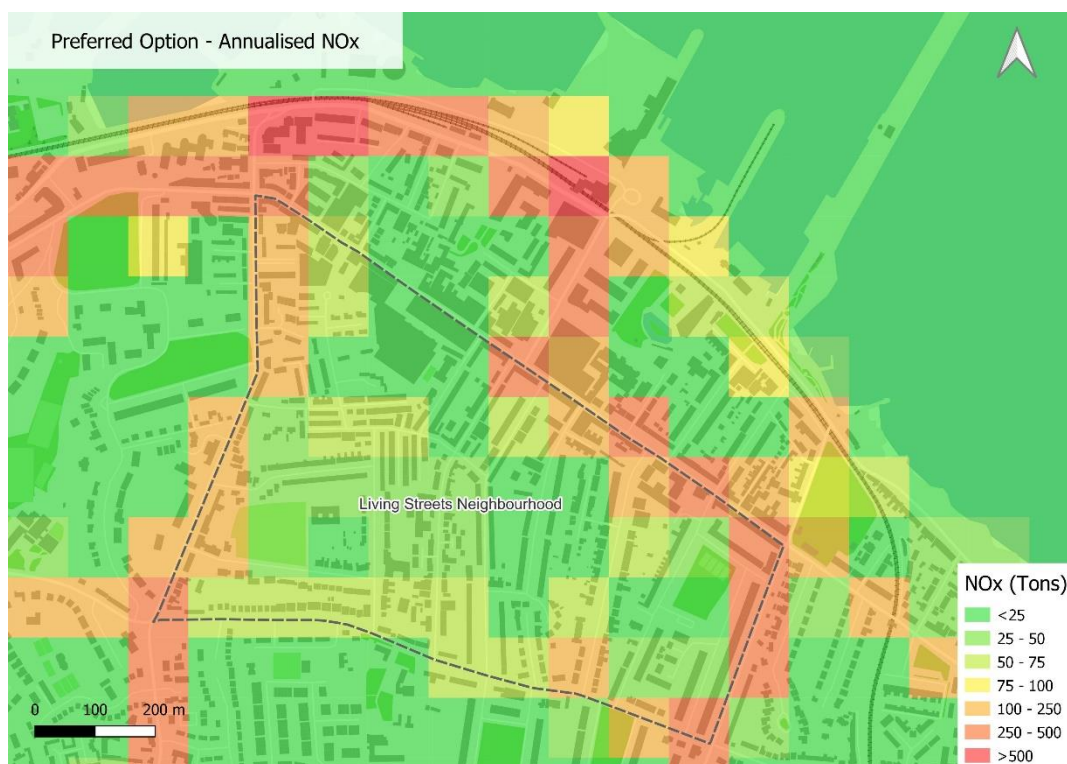 Preferred Option - Annualised NOx
Living Streets Neighbourhood
NOx (Tons)
<25
25 - 50
50 - 75
75 - 100
100 - 250
250 - 500
>500
0 100 200 m